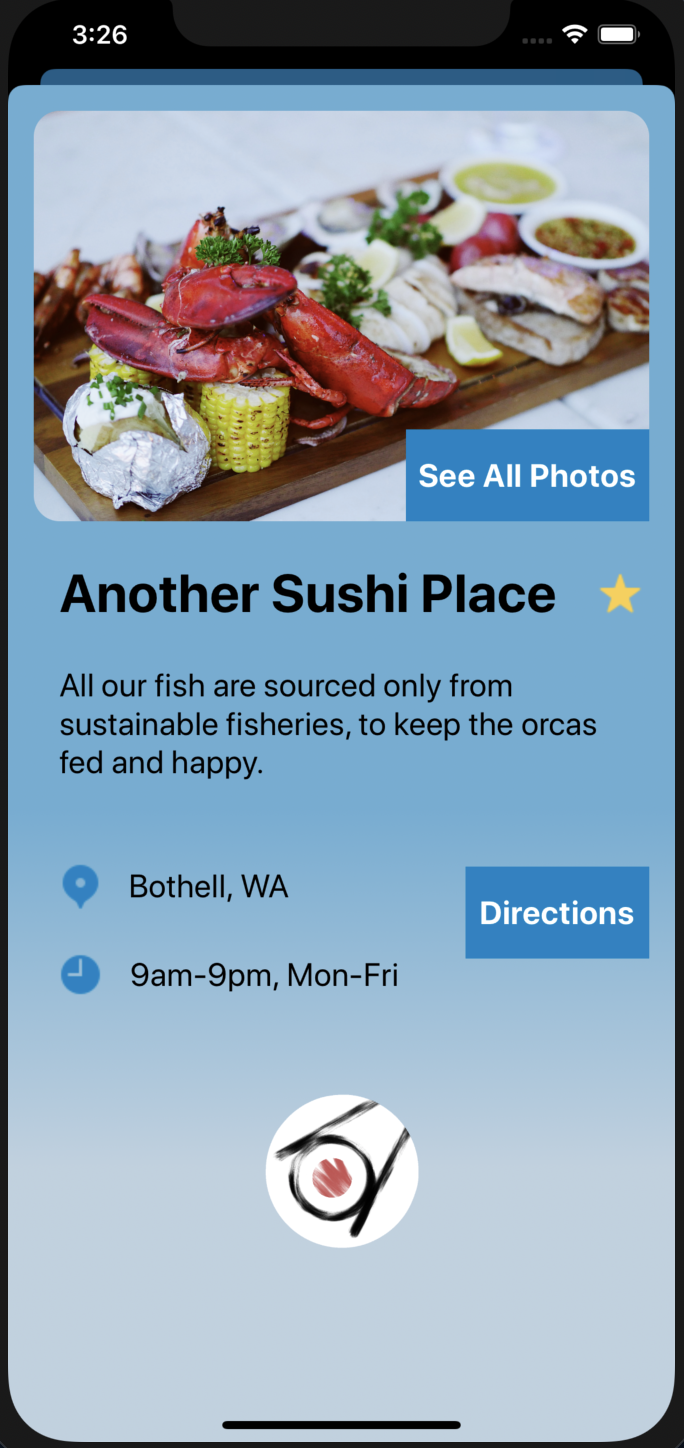 3:26
See All Photos
Another Sushi Place
All our fish are sourced only from
sustainable fisheries, to keep the orcas
fed and happy.
Bothell, WA
Directions
9am-9pm, Mon-Fri